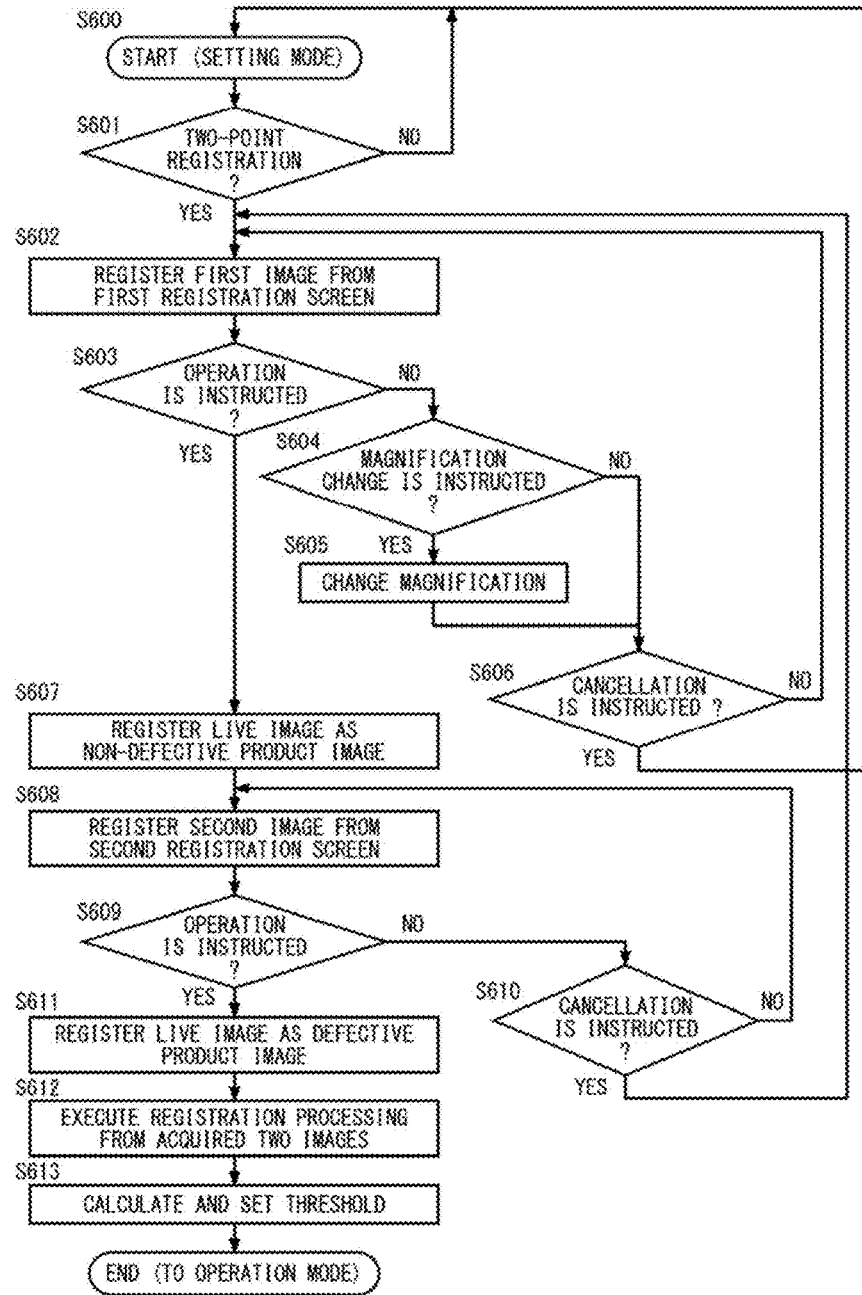 S600
START (SETTING MODE)
S601
TWO-POINT
REGISTRATION
?
NO
YES
S602
REGISTER FIRST IMAGE FROM
FIRST REGISTRATION SCREEN
S603
OPERATION
IS INSTRUCTED
?
NO
YES
S604
MAGNIFICATION
CHANGE IS INSTRUCTED
?
NO
YES
S605
CHANGE MAGNIFICATION
S606
CANCELLATION
IS INSTRUCTED ?
NO
YES
S607
REGISTER LIVE IMAGE AS
NON-DEFECTIVE PRODUCT IMAGE
S608
REGISTER SECOND IMAGE FROM
SECOND REGISTRATION SCREEN
S609
OPERATION
IS INSTRUCTED
?
NO
YES
S610
CANCELLATION
IS INSTRUCTED
?
NO
YES
S611
REGISTER LIVE IMAGE AS DEFECTIVE
PRODUCT IMAGE
S612
EXECUTE REGISTRATION PROCESSING
FROM ACQUIRED TWO IMAGES
S613
CALCULATE AND SET THRESHOLD
END (TO OPERATION MODE)